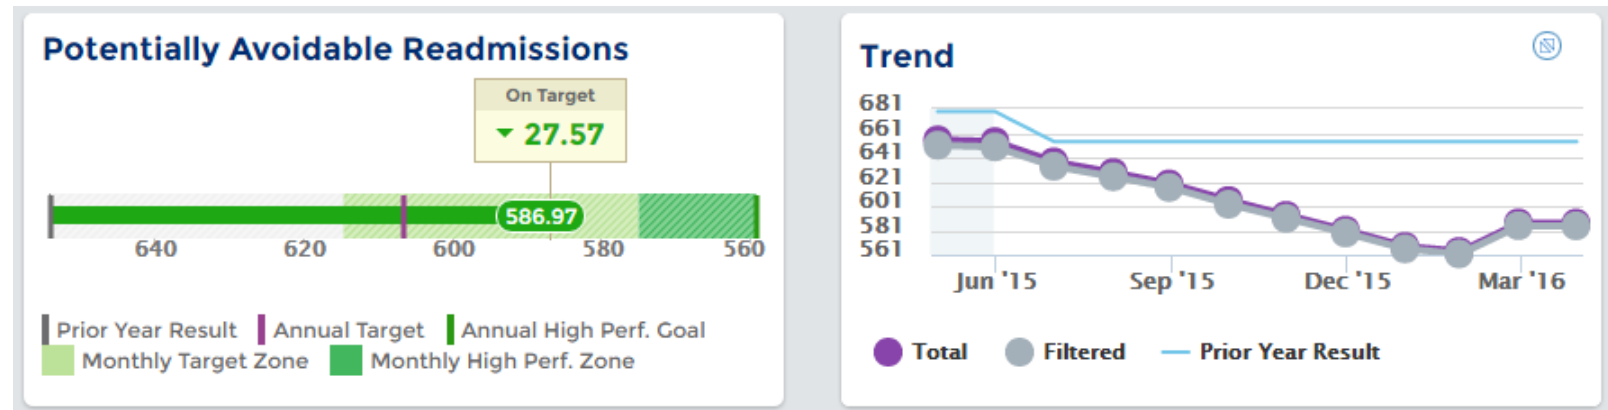 Potentially Avoidable Readmissions
On Target
27.57
586.97
640 620 600 580 560
Prior Year Result Annual Target Annual High Perf. Goal
Monthly Target Zone Monthly High Perf. Zone
Trend
681
661
641
621
601
581
561
Jun '15 Sep '15 Dec '15 Mar '16
Total Filtered Prior Year Result